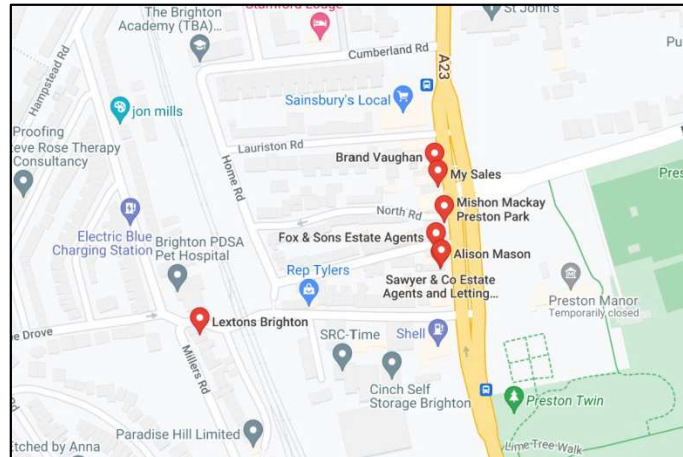 Stamford Lodge
St John's
The Brighton
Academy (TBA)...
Cumberland Rd
A23
Hampstead Rd
Sainsbury's Local
jon mills
Proofing
Lauriston Rd
Brand Vaughan
eve Rose Therapy
Consultancy
Home Rd
My Sales
Mishon Mackay
Preston Park
North Rd
Electric Blue
Charging Station
Fox & Sons Estate Agents
Brighton PDSA
Pet Hospital
Alison Mason
Rep Tylers
Sawyer & Co Estate
Agents and Letting...
Preston Manor
Temporarily closed
e Drove
Lextons Brighton
SRC-Time
Shell
Millers Rd
Cinch Self
Storage Brighton
Preston Twin
Paradise Hill Limited
Etched by Anna
Lime Tree Walk